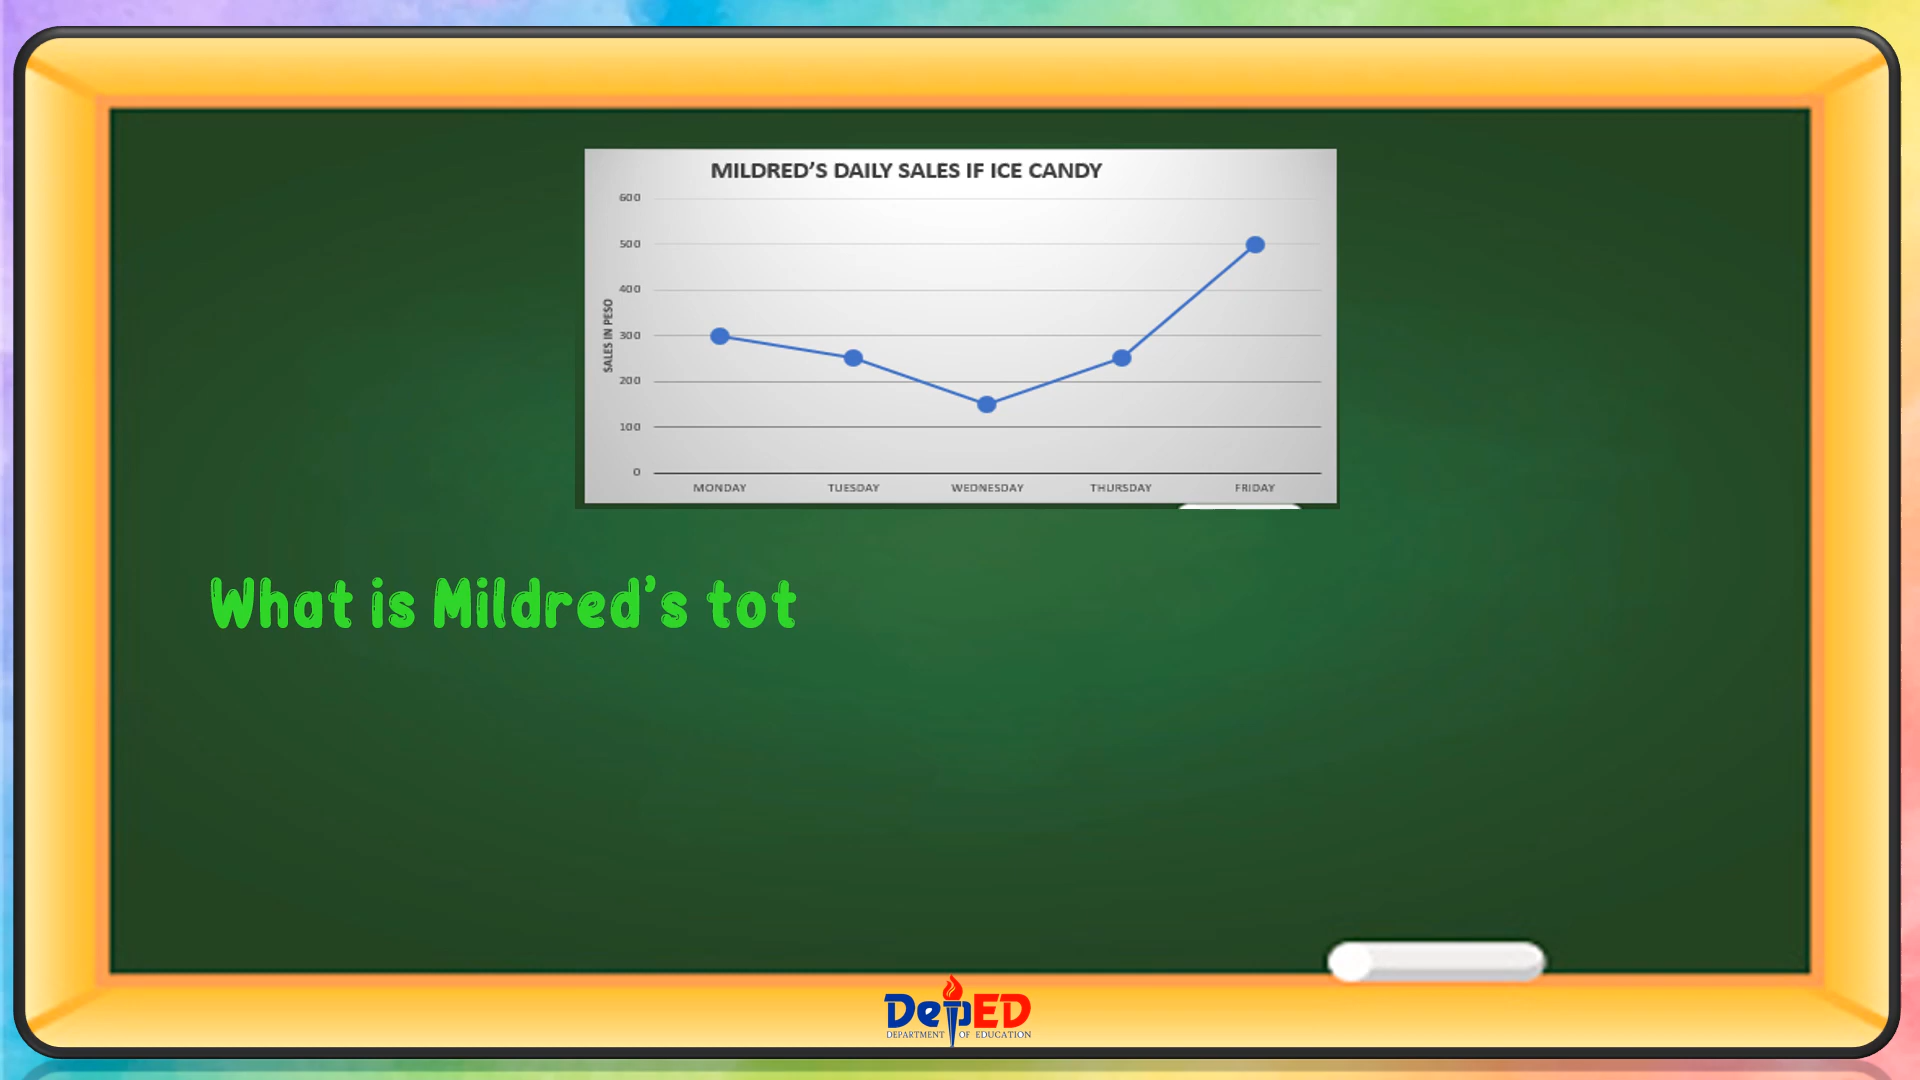 MILDRED’S DAILY SALES IF ICE CANDY
600
500
400
300
200
100
0
SALES IN PESO
MONDAY TUESDAY WEDNESDAY THURSDAY FRIDAY
What is Mildred’s tot
DepED
DEPARTMENT OF EDUCATION